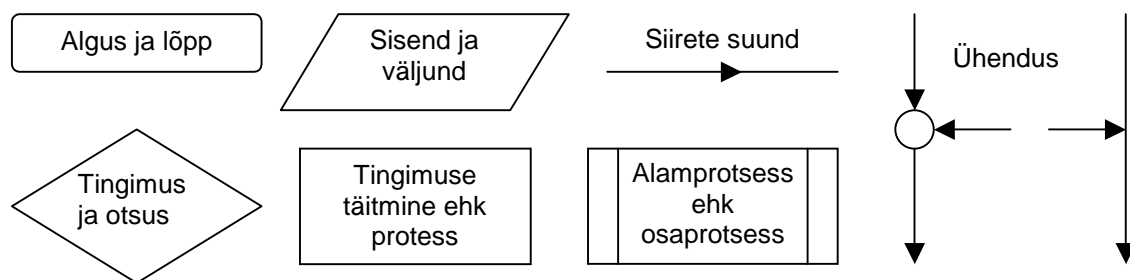 Algus ja lõpp
Sisend ja
väljund
Siirete suund
Ühendus
Tingimus
ja otsus
Tingimuse
täitmine ehk
protess
Alamprotsess
ehk
osaprotsess